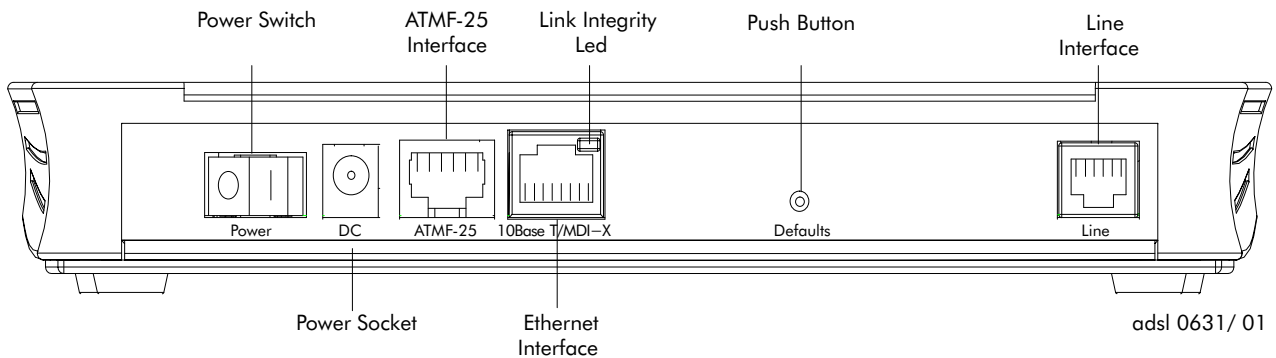 Power Switch
ATMF-25
Interface
Link Integrity
Led
Push Button
Line
Interface
Power
DC
ATMF-25
10Base T/MDI–X
Defaults
Line
Power Socket
Ethernet
Interface
adsl 0631/ 01